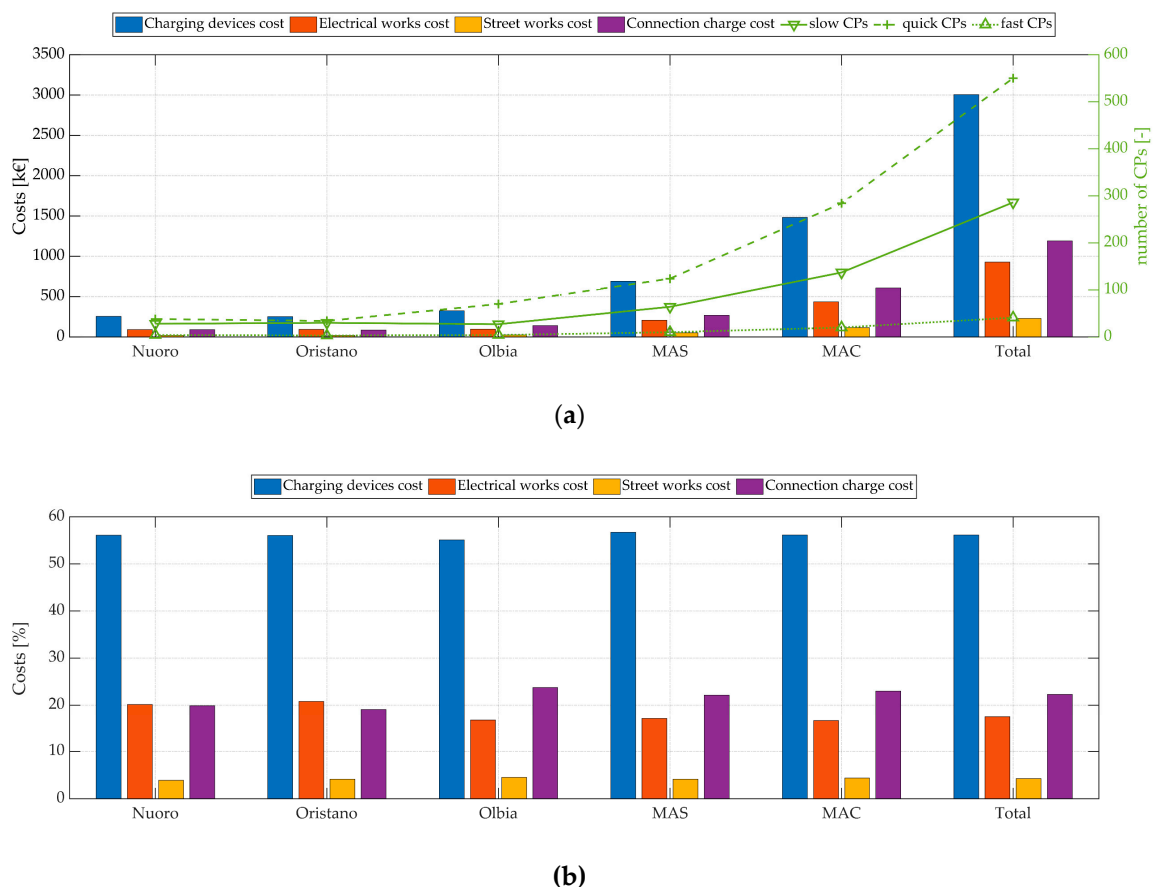 Charging devices cost Electrical works cost Street works cost Connection charge cost slow CPs quick CPs fast CPs
3500 600
3000 500
2500 400
2000
1500 300
1000 200
500 100
0 0
Costs [k€]
number of CPs [-]
Nuoro Oristano Olbia MAS MAC Total
(a)
Charging devices cost Electrical works cost Street works cost Connection charge cost
60
50
40
30
20
10
0
Costs [%]
Nuoro Oristano Olbia MAS MAC Total
(b)